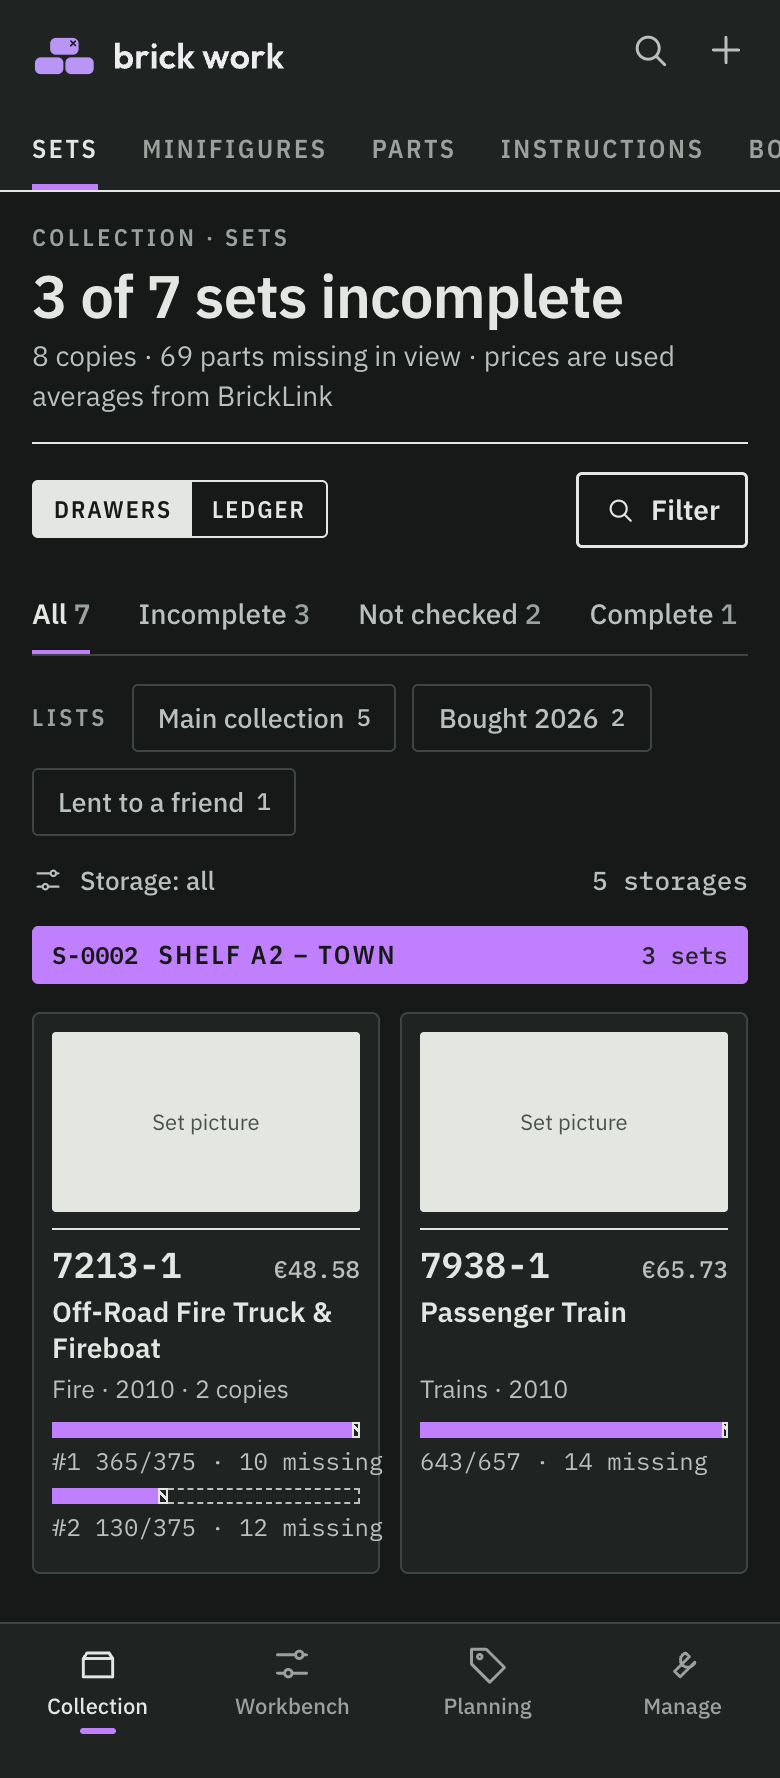 brick work
SETS MINIFIGURES PARTS INSTRUCTIONS BO
COLLECTION · SETS
3 of 7 sets incomplete
8 copies · 69 parts missing in view · prices are used
averages from BrickLink
DRAWERS LEDGER Filter
All 7 Incomplete 3 Not checked 2 Complete 1
LISTS Main collection 5 Bought 2026 2
Lent to a friend 1
Storage: all 5 storages
S-0002 SHELF A2 – TOWN 3 sets
Set picture
7213-1 €48.58
Off-Road Fire Truck &
Fireboat
Fire · 2010 · 2 copies
#1 365/375 · 10 missing
#2 130/375 · 12 missing
Set picture
7938-1 €65.73
Passenger Train
Trains · 2010
643/657 · 14 missing
Collection Workbench Planning Manage